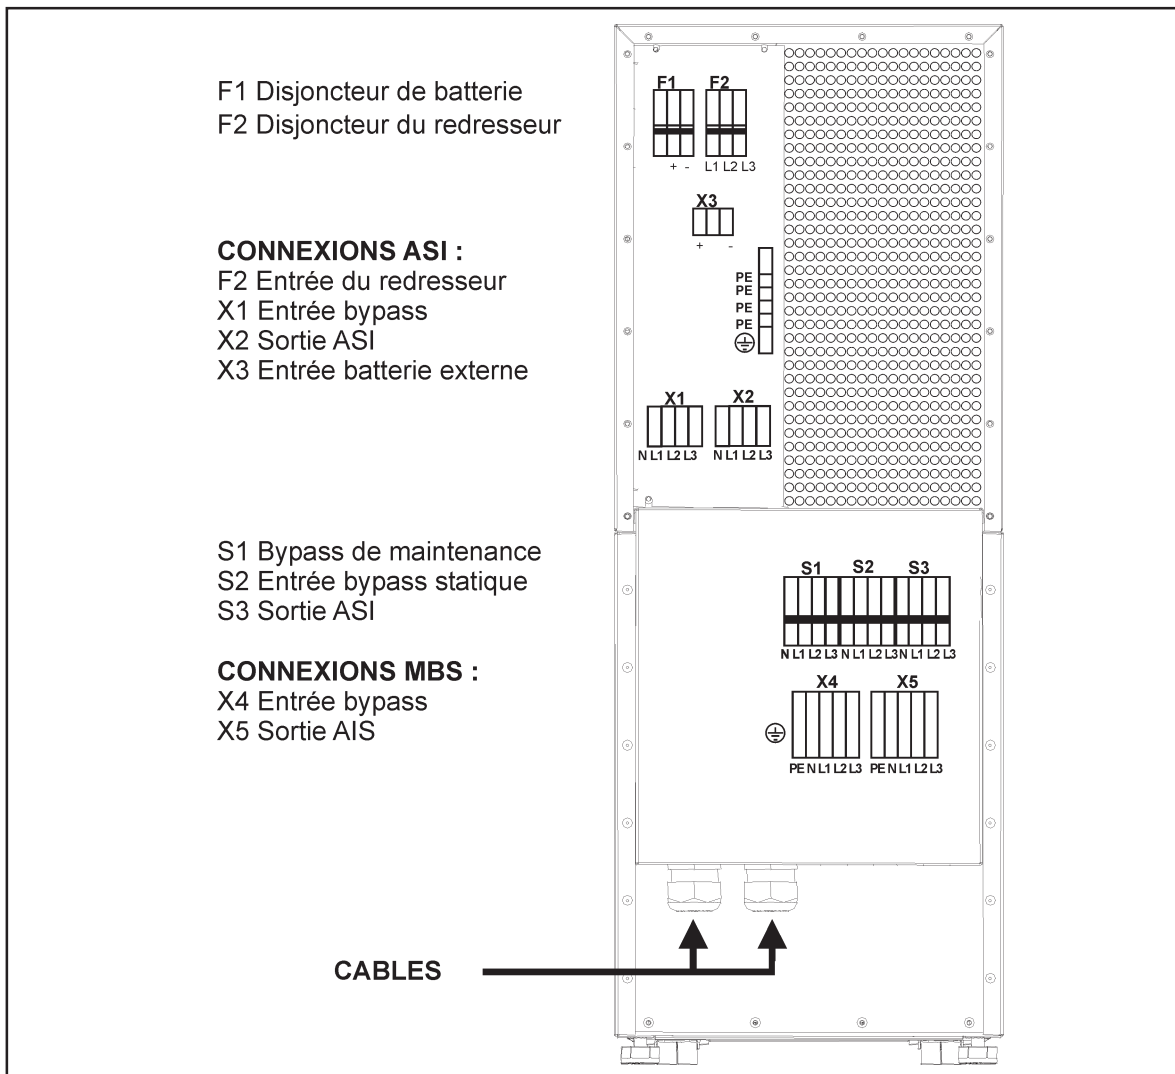 F1 Disjoncteur de batterie
F2 Disjoncteur du redresseur
CONNEXIONS ASI :
F2 Entrée du redresseur
X1 Entrée bypass
X2 Sortie ASI
X3 Entrée batterie externe
S1 Bypass de maintenance
S2 Entrée bypass statique
S3 Sortie ASI
CONNEXIONS MBS :
X4 Entrée bypass
X5 Sortie AIS
CABLES
F1 F2
+ - L1 L2 L3
X3
+ -
PE
PE
PE
PE
X1 X2
N L1 L2 L3 N L1 L2 L3
S1 S2 S3
N L1 L2 L3 N L1 L2 L3 N L1 L2 L3
X4 X5
PE N L1 L2 L3 PE N L1 L2 L3